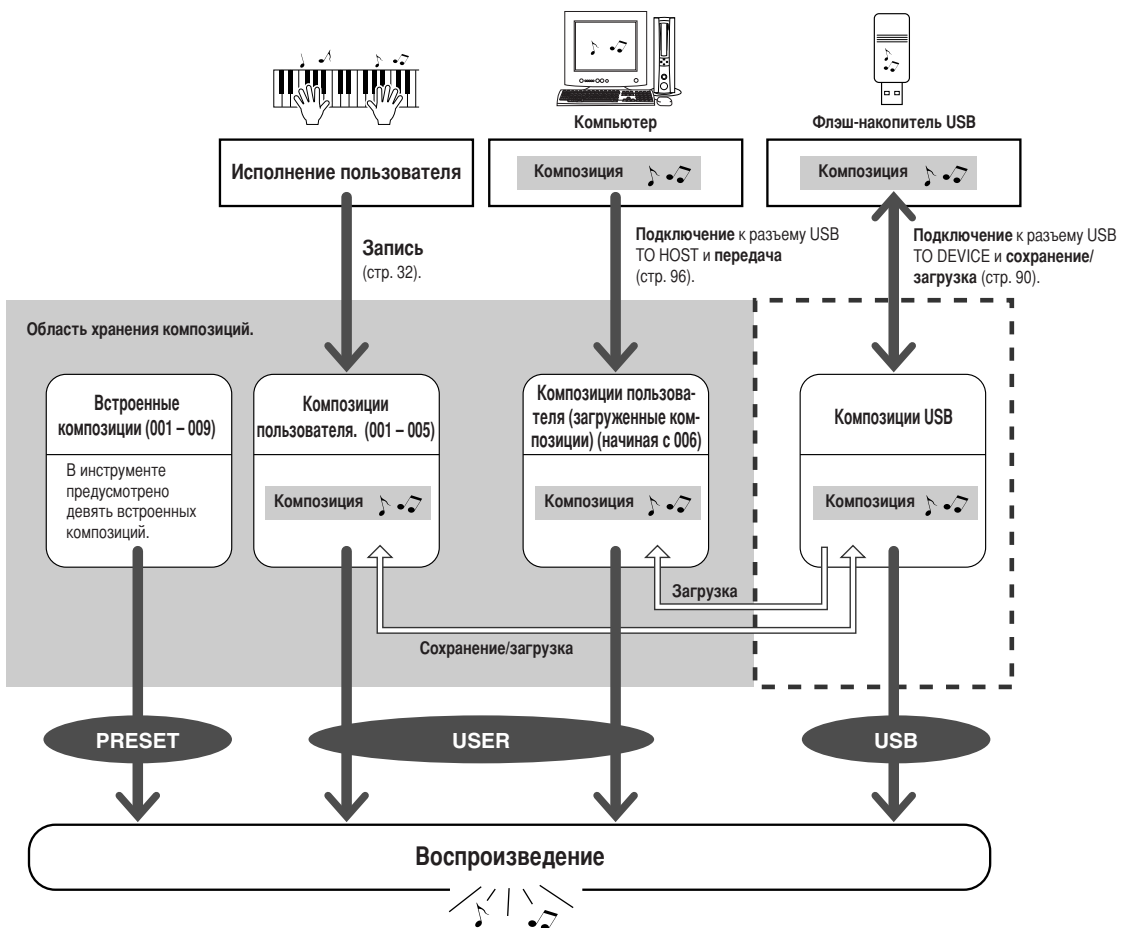 Компьютер
Флэш-накопитель USB
Исполнение пользователя
Композиция
Композиция
Запись
(стр. 32).
Подключение к разъему USB
TO HOST и передача
(стр. 96).
Подключение к разъему USB
TO DEVICE и сохранение/
загрузка (стр. 90).
Область хранения композиций.
Встроенные
композиции (001 – 009)
В инструменте
предусмотрено
девять встроенных
композиций.
Композиции
пользователя. (001 – 005)
Композиция
Композиции пользова-
теля (загруженные ком-
позиции) (начиная с 006)
Композиция
Композиции USB
Композиция
Загрузка
Сохранение/загрузка
PRESET
USER
USB
Воспроизведение